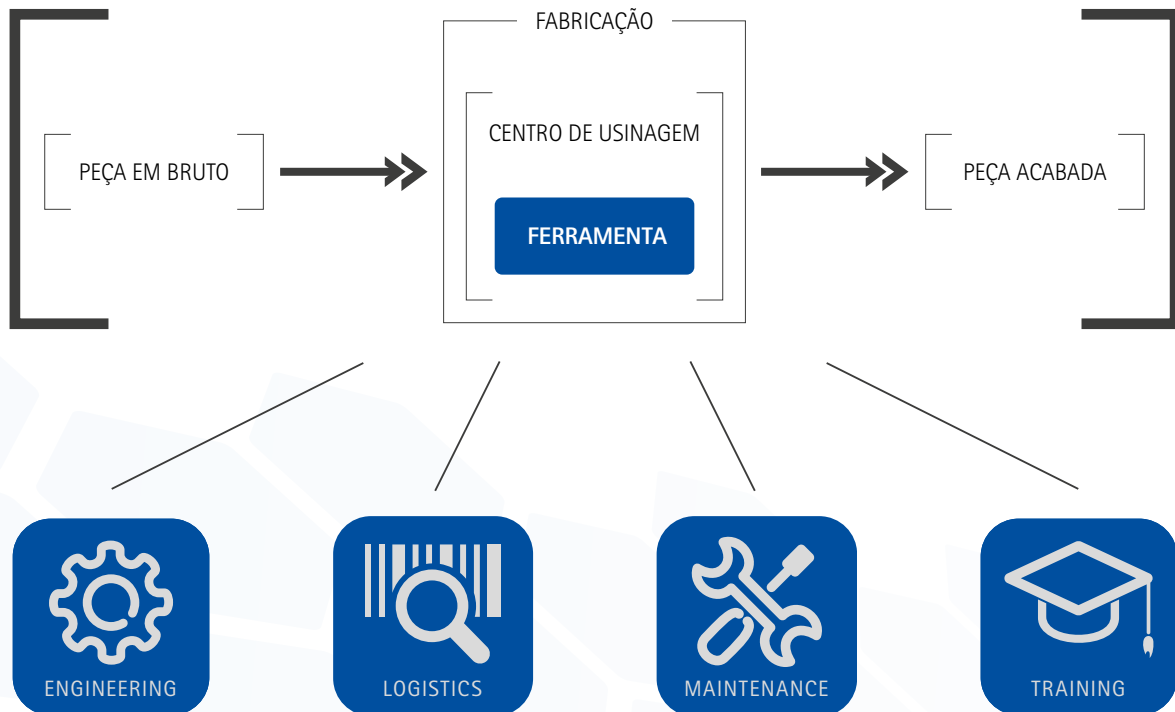 FABRICAÇÃO
CENTRO DE USINAGEM
PEÇA EM BRUTO
PEÇA ACABADA
FERRAMENTA
ENGINEERING
LOGISTICS
MAINTENANCE
TRAINING